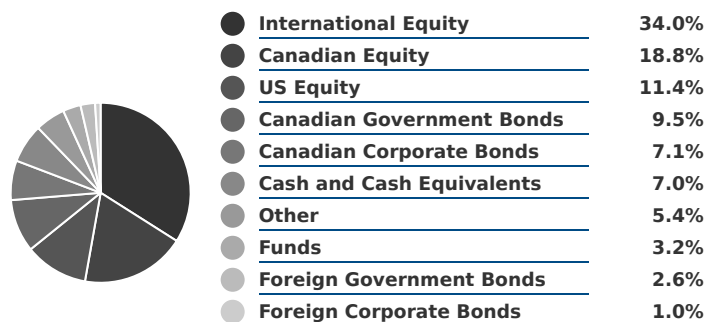 International Equity 34.0%
Canadian Equity 18.8%
US Equity 11.4%
Canadian Government Bonds 9.5%
Canadian Corporate Bonds 7.1%
Cash and Cash Equivalents 7.0%
Other 5.4%
Funds 3.2%
Foreign Government Bonds 2.6%
Foreign Corporate Bonds 1.0%